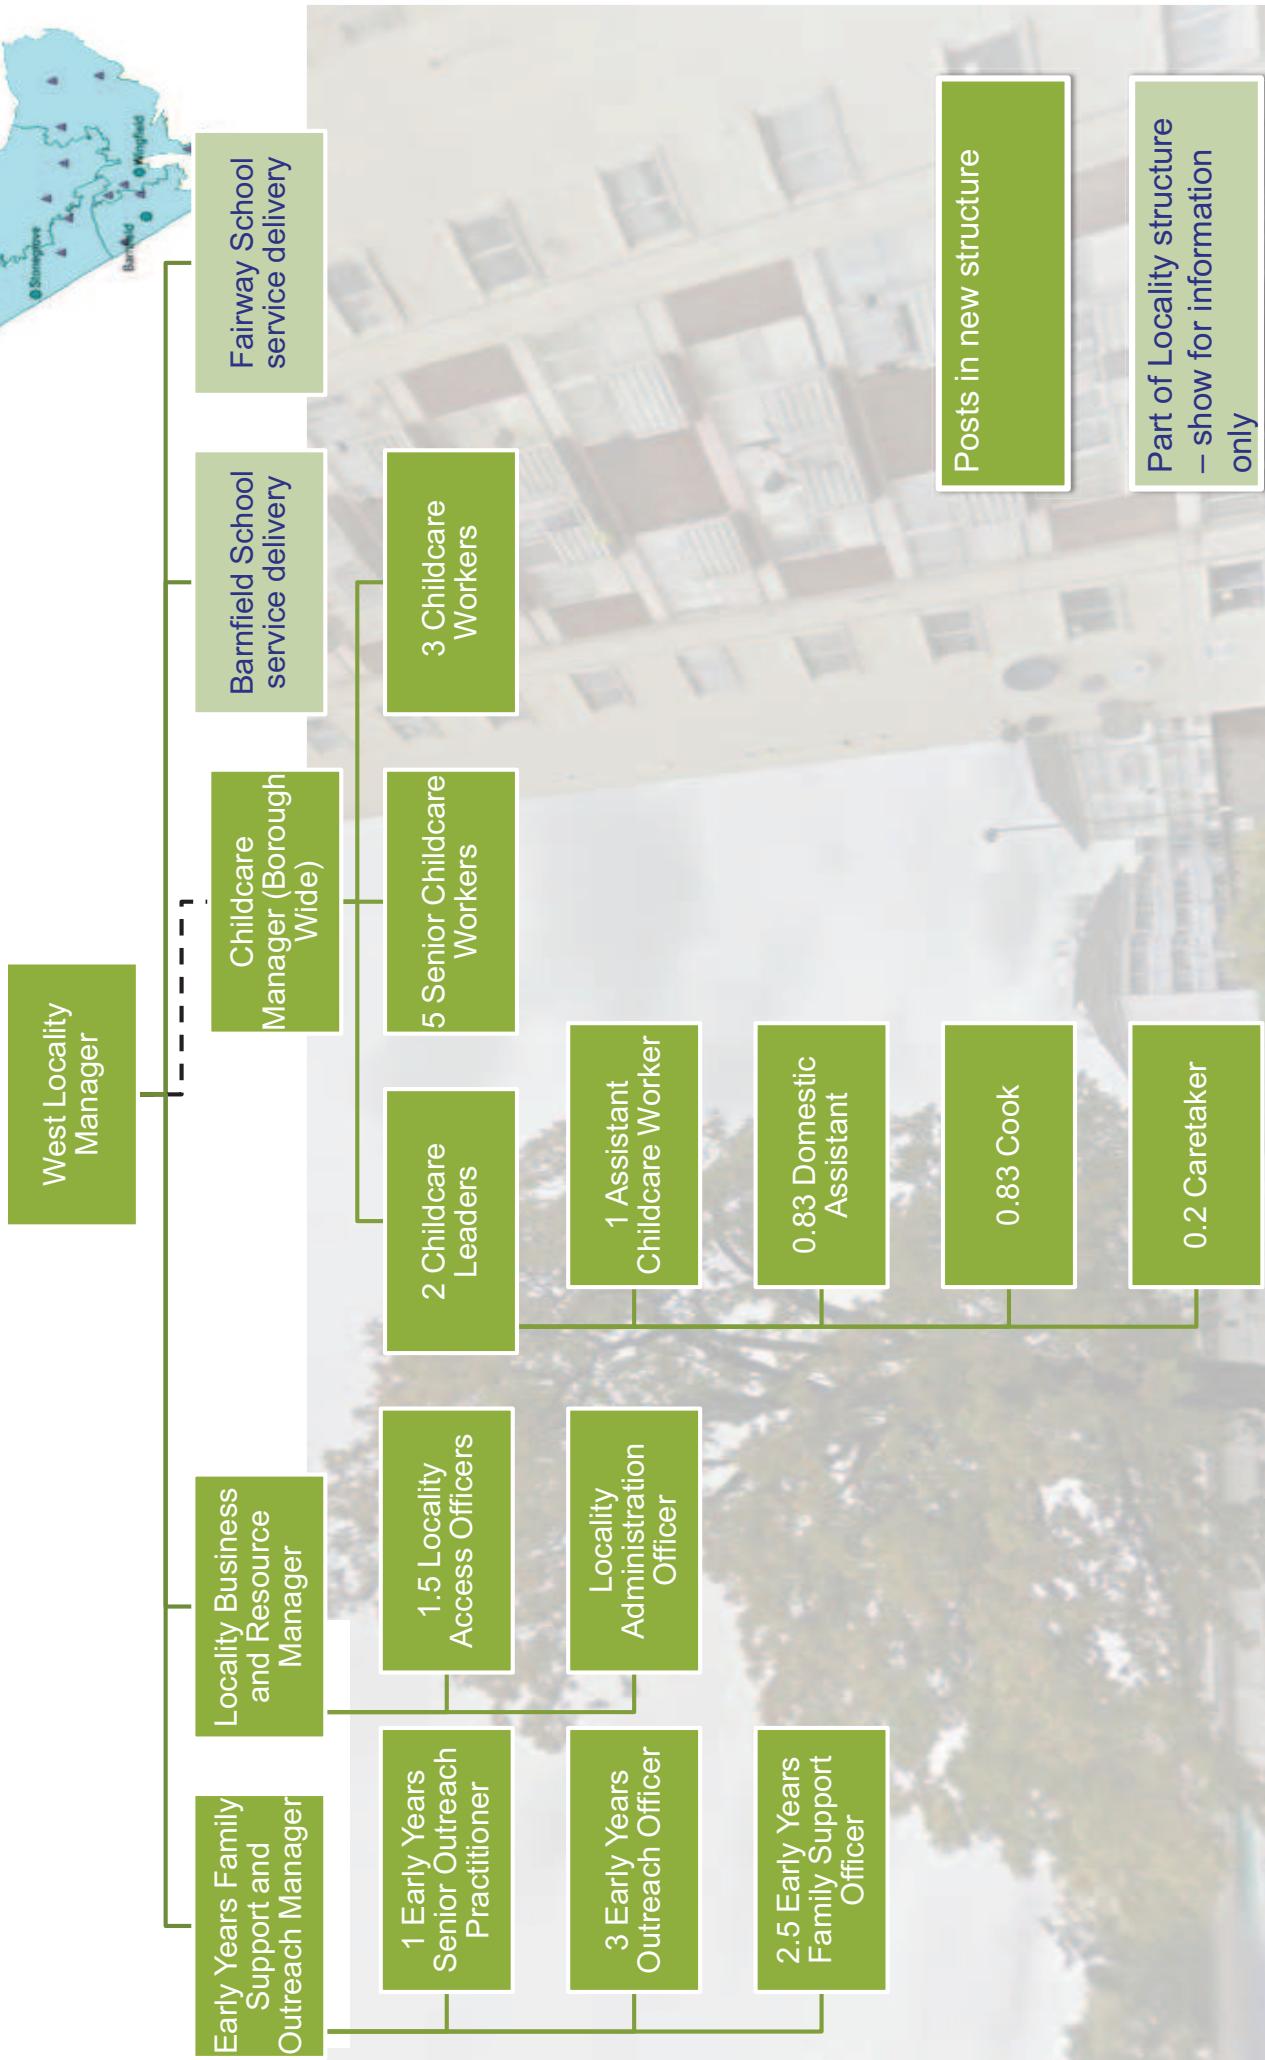 West Locality
Manager
Early Years Family
Support and
Outreach Manager
Locality Business
and Resource
Manager
Childcare
Manager (Borough
Wide)
Barnfield School
service delivery
Fairway School
service delivery
1 Early Years
Senior Outreach
Practitioner
3 Early Years
Outreach Officer
2.5 Early Years
Family Support
Officer
1.5 Locality
Access Officers
Locality
Administration
Officer
2 Childcare
Leaders
5 Senior Childcare
Workers
3 Childcare
Workers
1 Assistant
Childcare Worker
0.83 Domestic
Assistant
0.83 Cook
0.2 Caretaker
Posts in new structure
Part of Locality structure
– show for information
only
Stonegrove
Barnfield
Wingfield